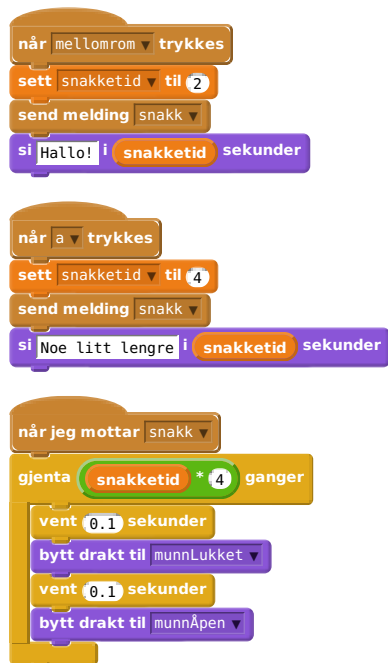 når mellomrom trykkes
sett snakketid til 2
send melding snakk
si Hallo! i snakketid sekunder
når a trykkes
sett snakketid til 4
send melding snakk
si Noe litt lengre i snakketid sekunder
når jeg mottar snakk
gjenta snakketid * 4 ganger
vent 0.1 sekunder
bytt drakt til munnLukket
vent 0.1 sekunder
bytt drakt til munnÅpen